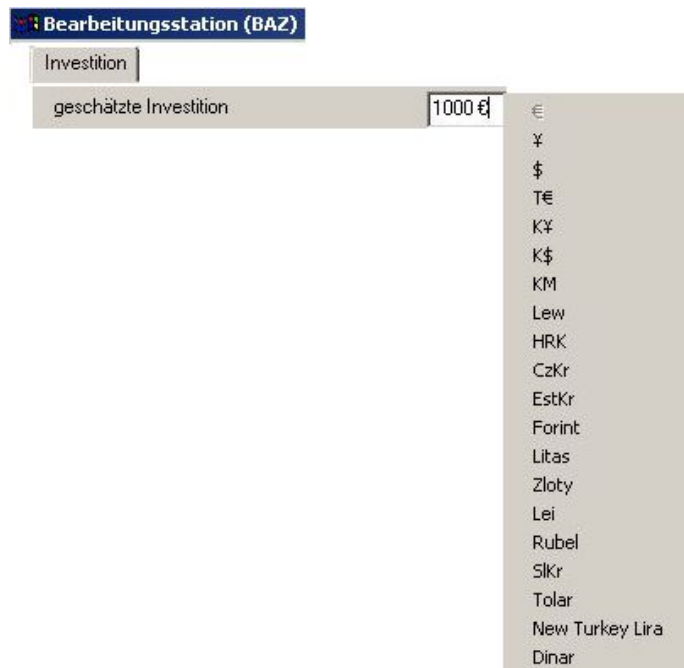 Bearbeitungsstation (BAZ)
Investition
geschätzte Investition 1000 €
€
¥
$
T€
K¥
K$
KM
Lew
HRK
CzKr
EstKr
Forint
Litas
Zloty
Lei
Rubel
SlKr
Tolar
New Turkey Lira
Dinar